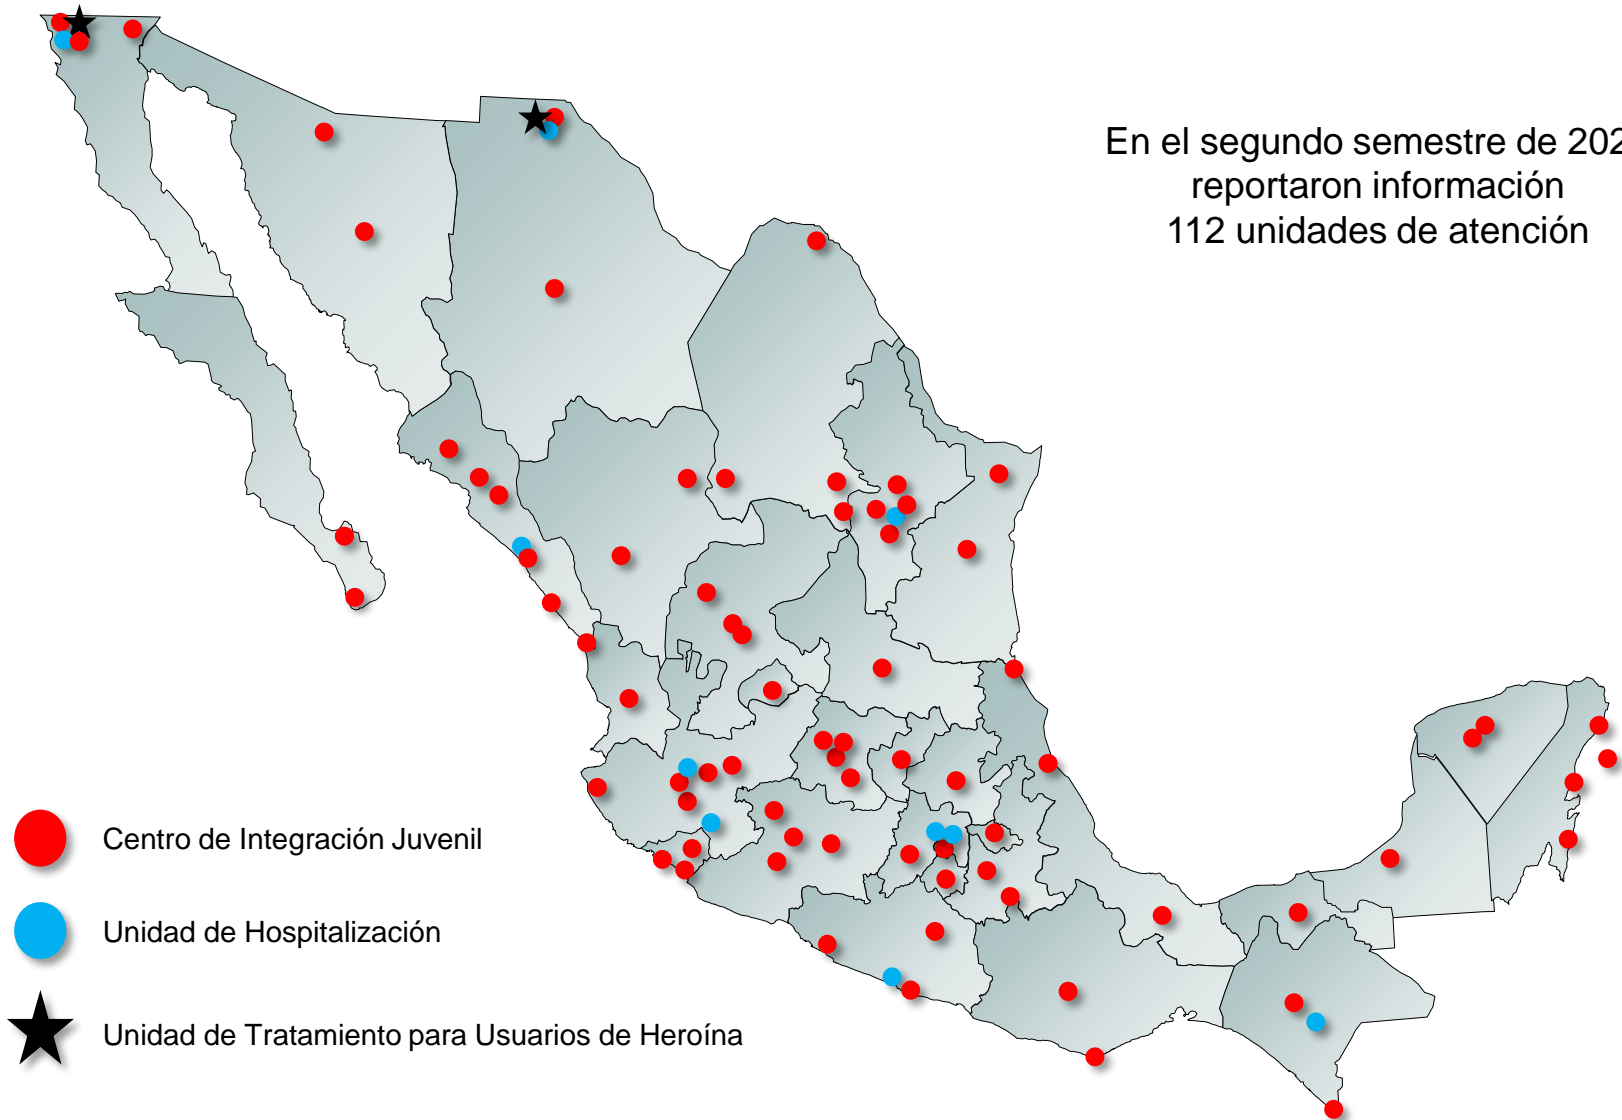 En el segundo semestre de 202
reportaron información
112 unidades de atención
Centro de Integración Juvenil
Unidad de Hospitalización
Unidad de Tratamiento para Usuarios de Heroína